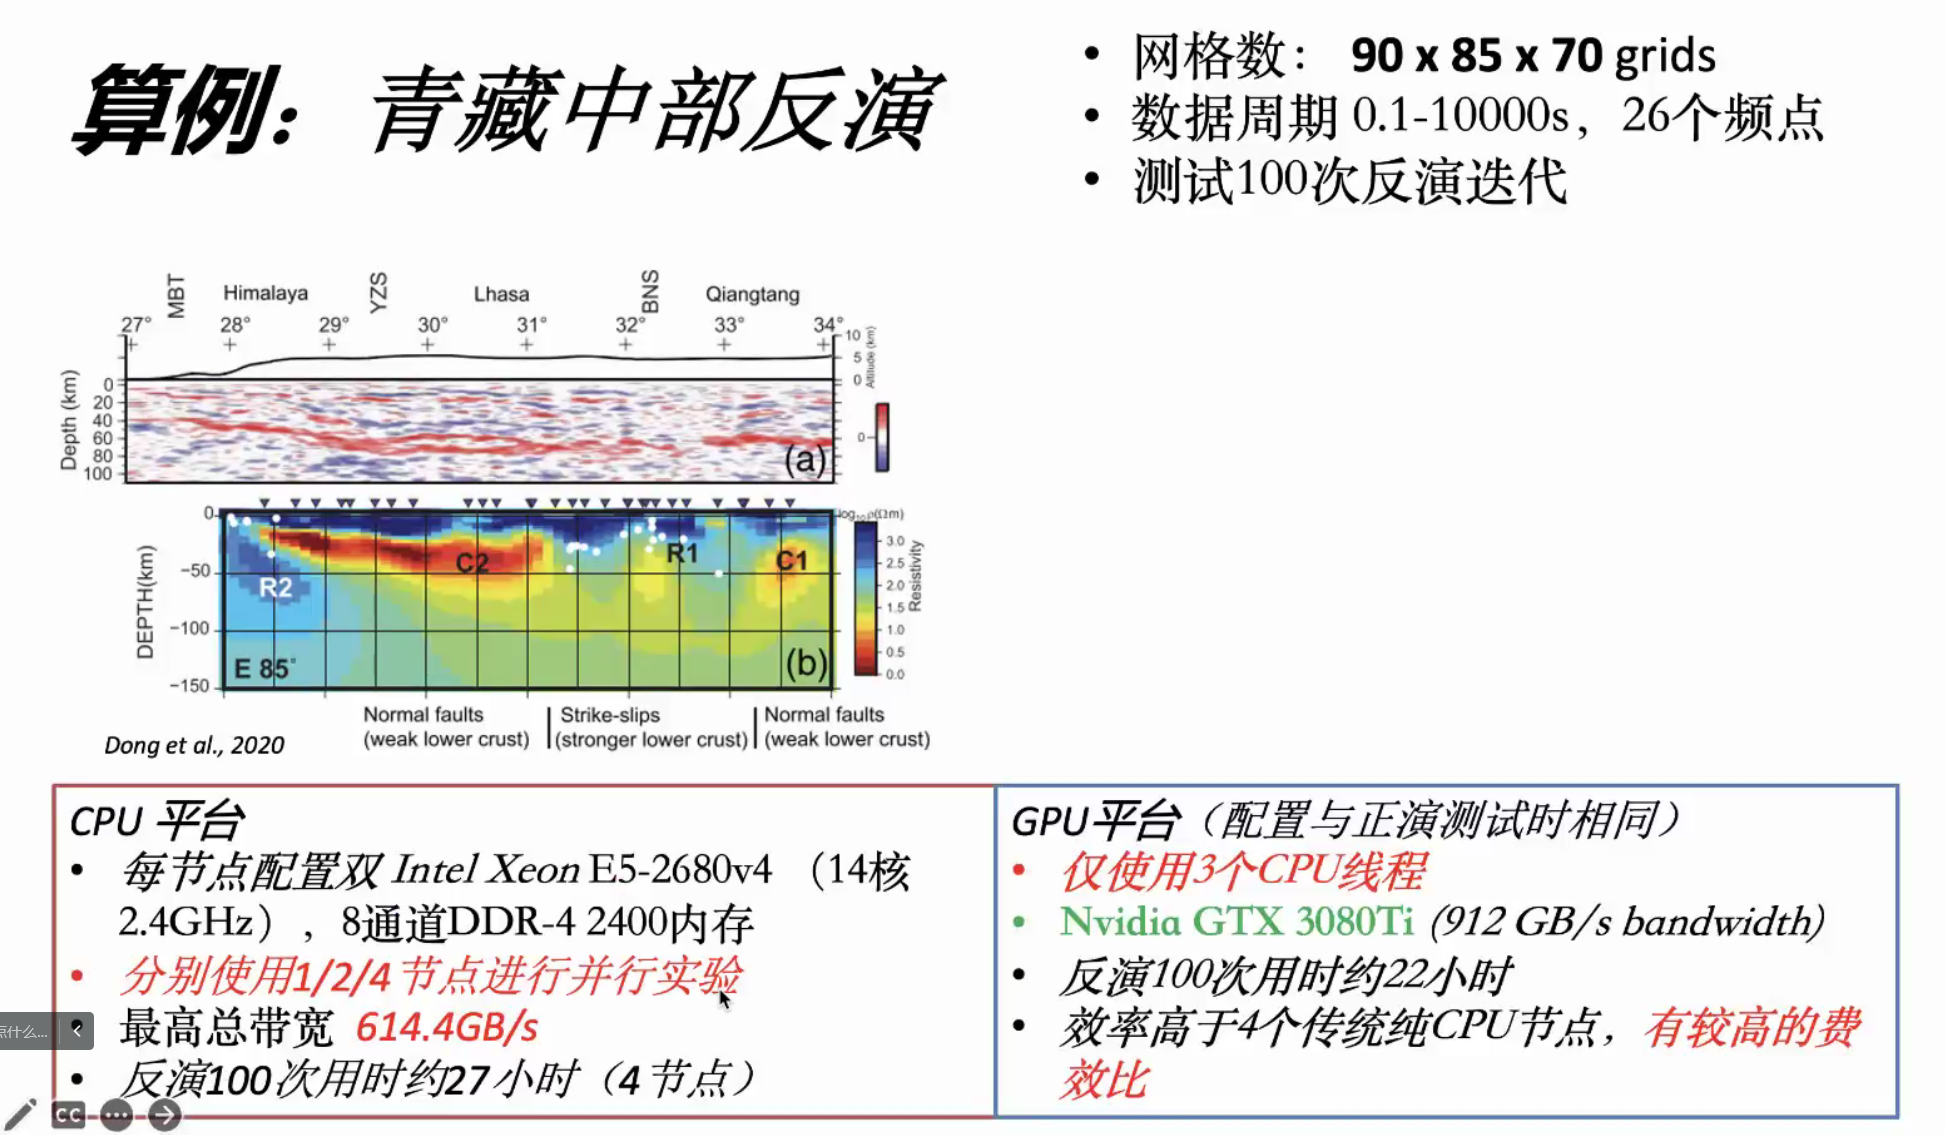 算例：青藏中部反演
• 网格数： 90 x 85 x 70 grids
• 数据周期 0.1-10000s，26个频点
• 测试100次反演迭代
MBT
Himalaya
YZS
Lhasa
BNS
Qiangtang
27° 28° 29° 30° 31° 32° 33° 34°
10
5
0
Altitude (km)
Depth (km)
0
20
40
60
80
100
(a)
0
DEPTH(km)
0
−50
−100
−150
C2
R1
C1
R2
E 85°
(b)
log₁₀ρ(Ωm)
3.0
2.5
2.0
1.5
1.0
0.5
0.0
Resistivity
Normal faults
(weak lower crust)
Strike-slips
(stronger lower crust)
Normal faults
(weak lower crust)
Dong et al., 2020
CPU 平台
• 每节点配置双 Intel Xeon E5-2680v4 （14核
2.4GHz），8通道DDR-4 2400内存
• 分别使用1/2/4 节点进行并行实验
• 最高总带宽 614.4GB/s
• 反演100次用时约27小时（4 节点）
GPU平台（配置与正演测试时相同）
• 仅使用3个CPU线程
• Nvidia GTX 3080Ti (912 GB/s bandwidth)
• 反演100次用时约22小时
• 效率高于4个传统纯CPU节点，有较高的费
效比
什么...
CC